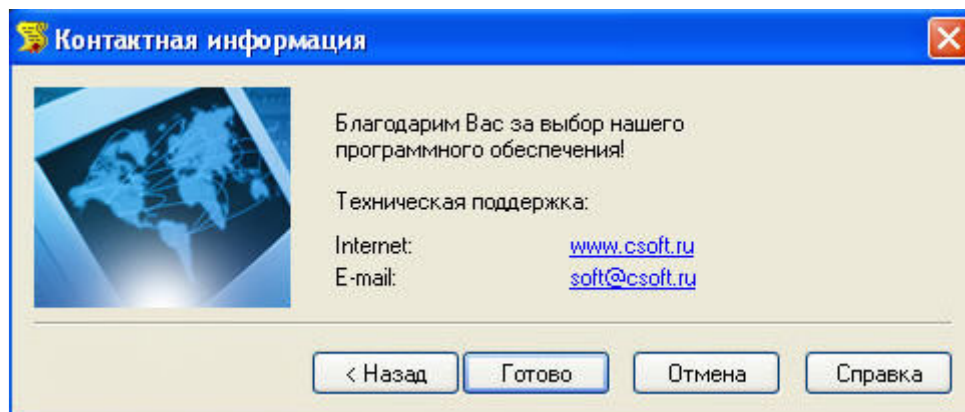 Контактная информация
Благодарим Вас за выбор нашего
программного обеспечения!
Техническая поддержка:
Internet: www.csoft.ru
E-mail: soft@csoft.ru
< Назад Готово Отмена Справка